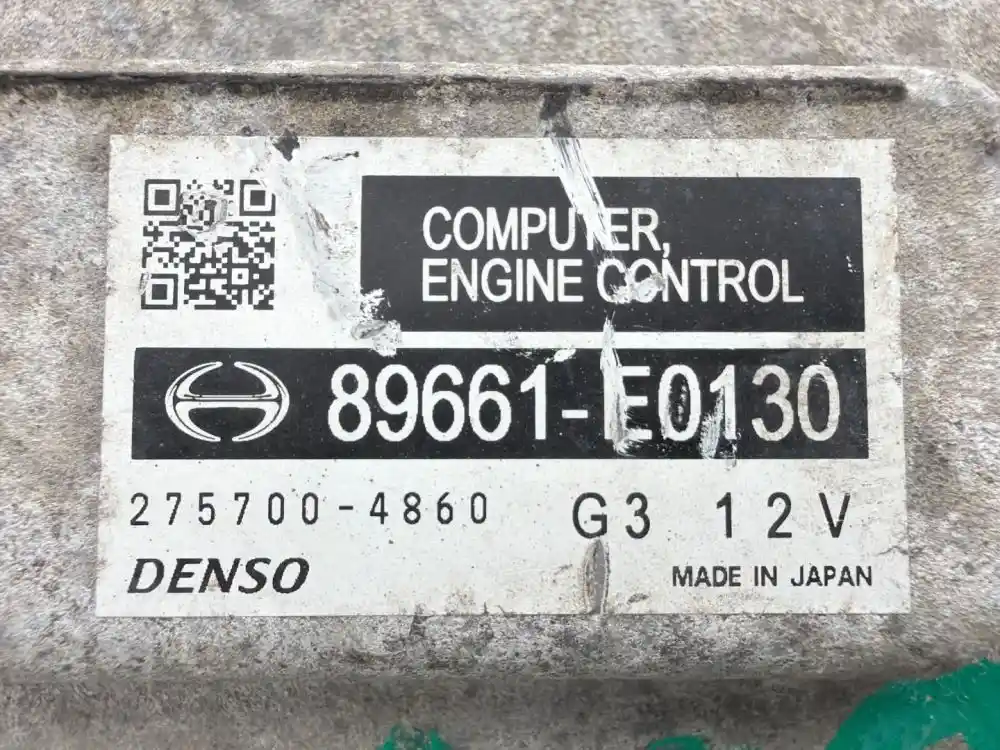 COMPUTER,
ENGINE CONTROL
89661-E0130
275700-4860 G3 12V
DENSO
MADE IN JAPAN